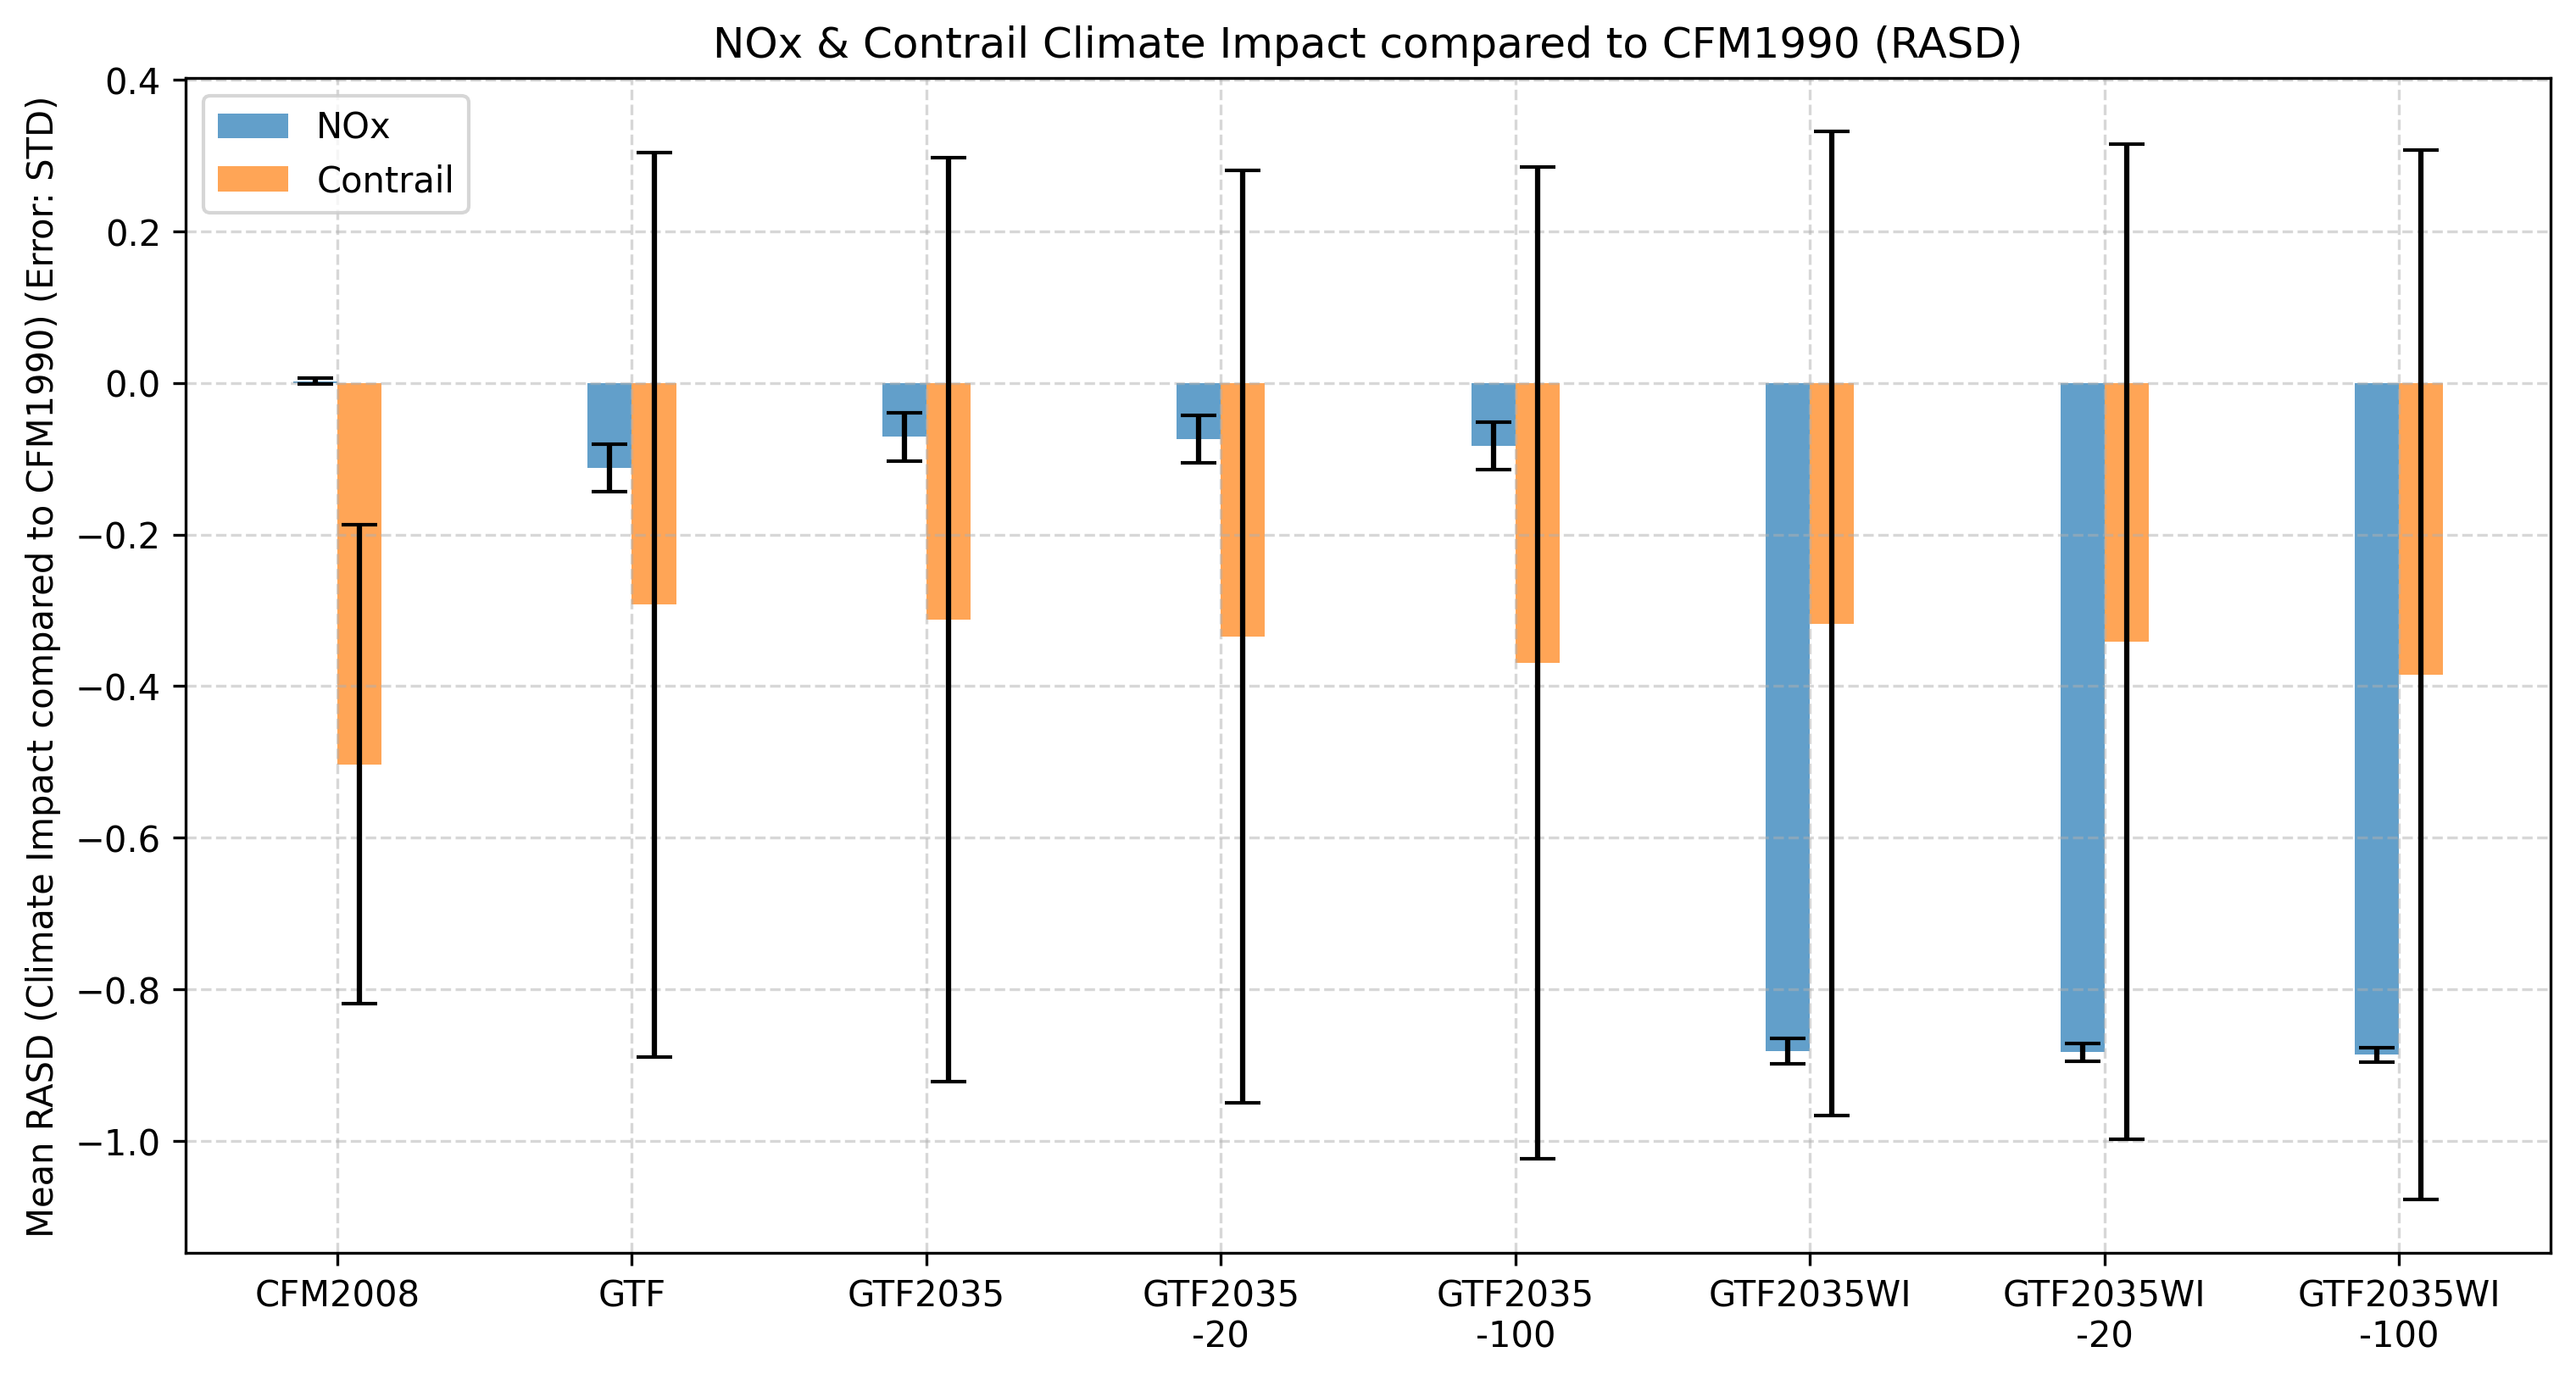 NOx & Contrail Climate Impact compared to CFM1990 (RASD)
Mean RASD (Climate Impact compared to CFM1990) (Error: STD)
0.4
0.2
0.0
−0.2
−0.4
−0.6
−0.8
−1.0
NOx
Contrail
CFM2008
GTF
GTF2035
GTF2035
-20
GTF2035
-100
GTF2035WI
GTF2035WI
-20
GTF2035WI
-100